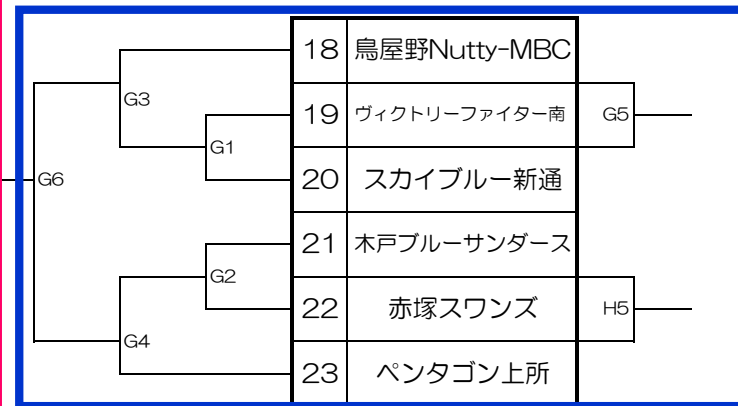 18 鳥屋野Nutty-MBC
G3
19 ヴィクトリーファイター南 G5
G1
G6
20 スカイブルー新通
21 木戸ブルーサンダース
G2
22 赤塚スワンズ H5
G4
23 ペンタゴン上所